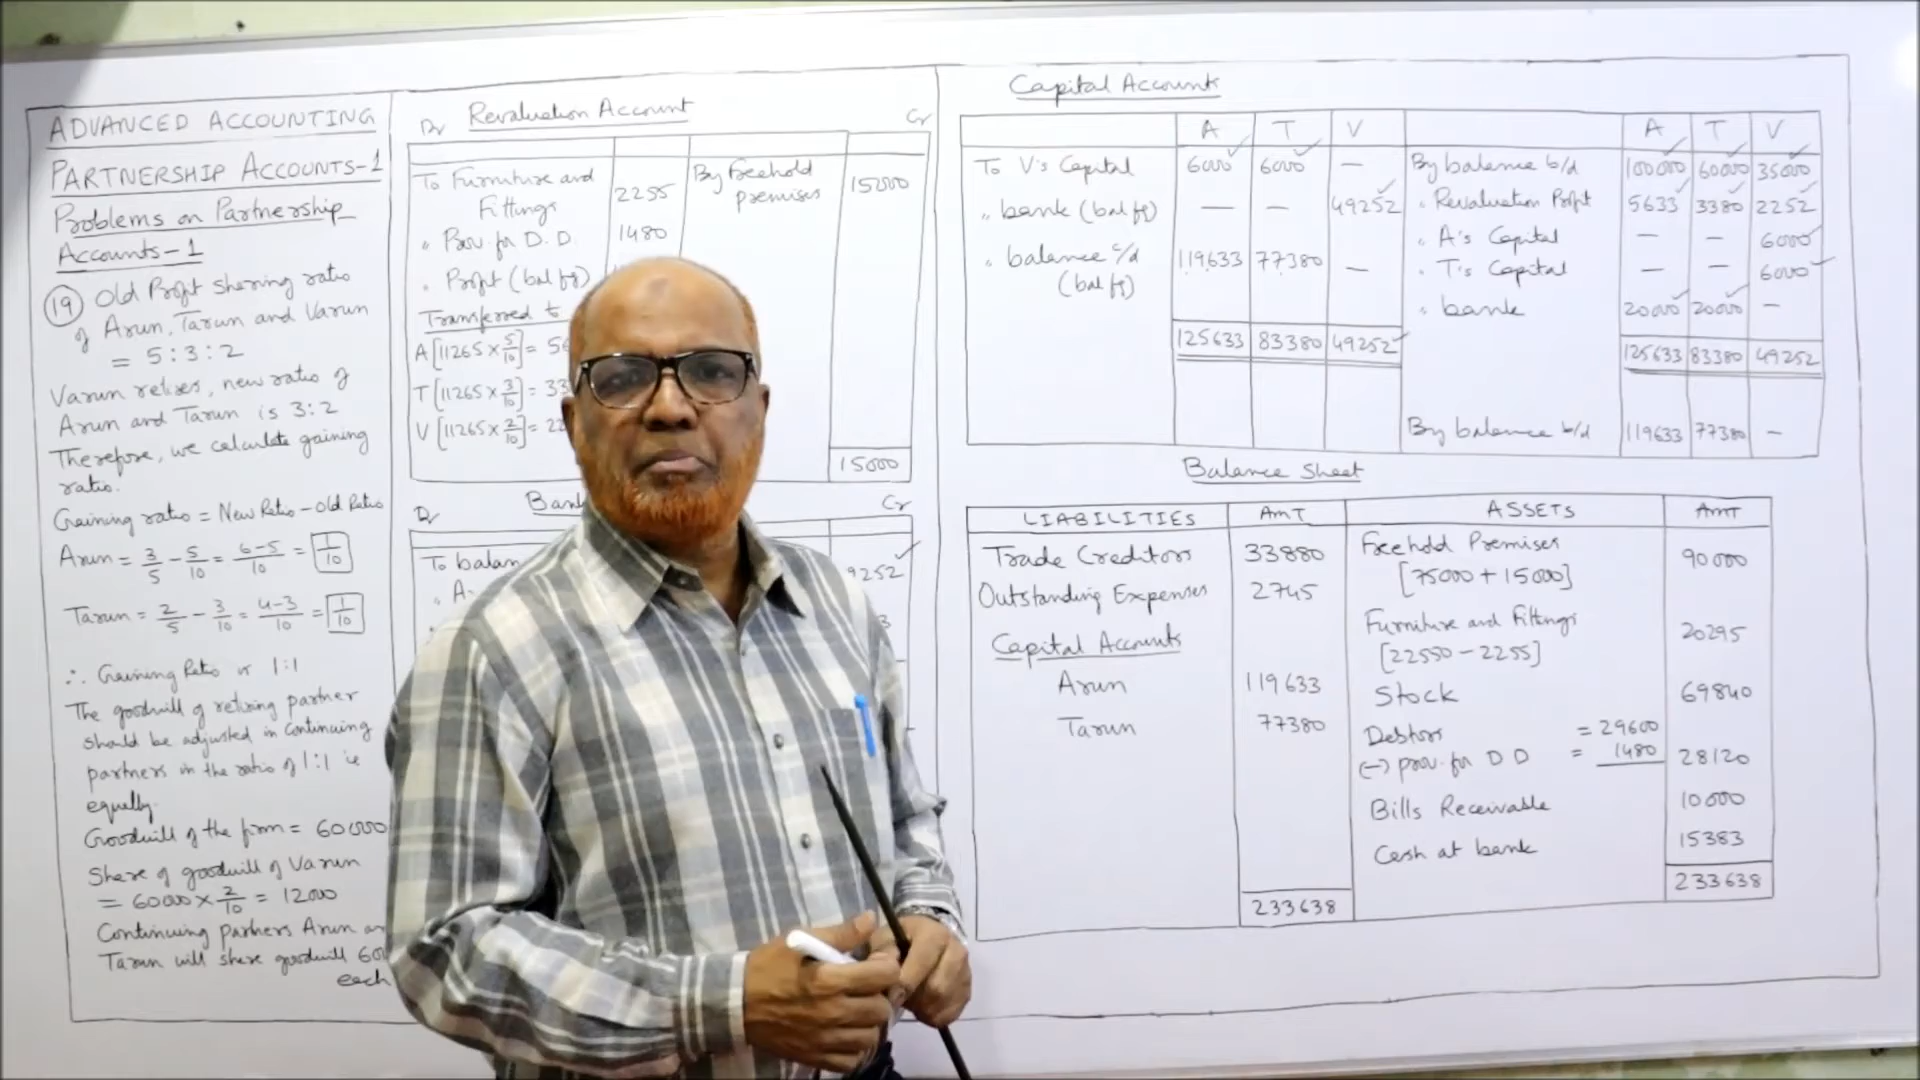 ADVANCED ACCOUNTING
PARTNERSHIP ACCOUNTS-1
Problems on Partnership
Accounts-1
19 Old Profit sharing ratio
of Arun, Tarun and Varun
= 5:3:2
Varun retires, new ratio of
Arun and Tarun is 3:2
Therefore, we calculate gaining
ratio.
Gaining ratio = New Ratio - Old Ratio
Arun = 3/5 - 5/10 = 6-5/10 = 1/10
Tarun = 2/5 - 3/10 = 4-3/10 = 1/10
∴ Gaining Ratio is 1:1
The goodwill of retiring partner
should be adjusted in continuing
partners in the ratio of 1:1 ie
equally.
Goodwill of the firm = 60000
Share of goodwill of Varun
= 60000 × 2/10 = 12000
Continuing partners Arun
Tarun will share goodwill
each
Revaluation Account
Dr Cr
To Furniture and Fittings 2255 By Freehold premises 15000
" Prov. for D.D. 1480
" Profit (bal fg)
Transferred to
A [11265 × 5/10] =
T [11265 × 3/10] =
V [11265 × 2/10] =
15000
Bank
Dr Cr
To
" A
Capital Accounts
A T V A T V
To V's Capital 6000 6000 — By balance b/d 100000 60000 35000
" bank (bal fg) — — 49252 " Revaluation Profit 5633 3380 2252
" A's Capital — — 6000
" balance c/d (bal fg) 119633 77380 — " T's Capital — — 6000
" bank 20000 20000 —
125633 83380 49252 125633 83380 49252
By balance b/d 119633 77380 —
Balance Sheet
LIABILITIES AMT ASSETS AMT
Trade Creditors 33880 Freehold Premises [75000 + 15000] 90000
Outstanding Expenses 2745 Furniture and Fittings [22550 - 2255] 20295
Capital Accounts
Arun 119633 Stock 69840
Tarun 77380 Debtors = 29600
(-) prov. for D D = 1480 28120
Bills Receivable 10000
Cash at bank 15383
233638 233638